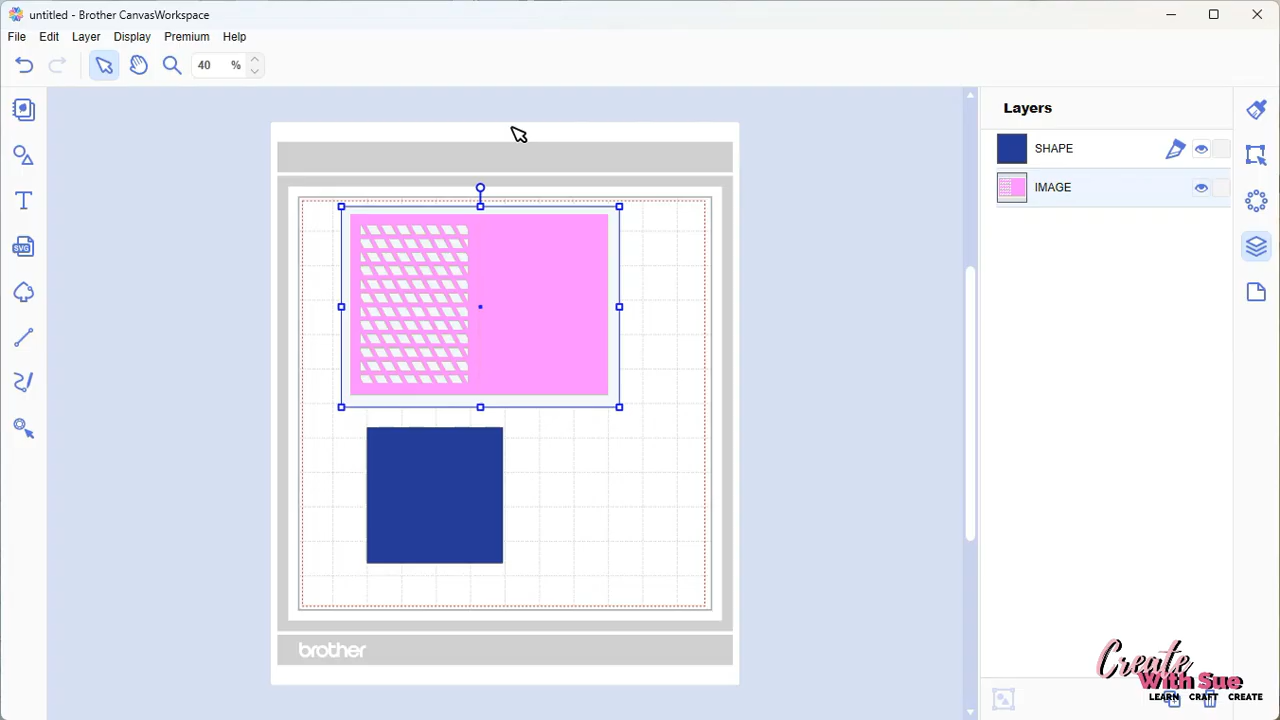 untitled - Brother CanvasWorkspace
File Edit Layer Display Premium Help
40 %
Layers
SHAPE
IMAGE
T
SVG
brother
Create
With Sue
LEARN CRAFT CREATE